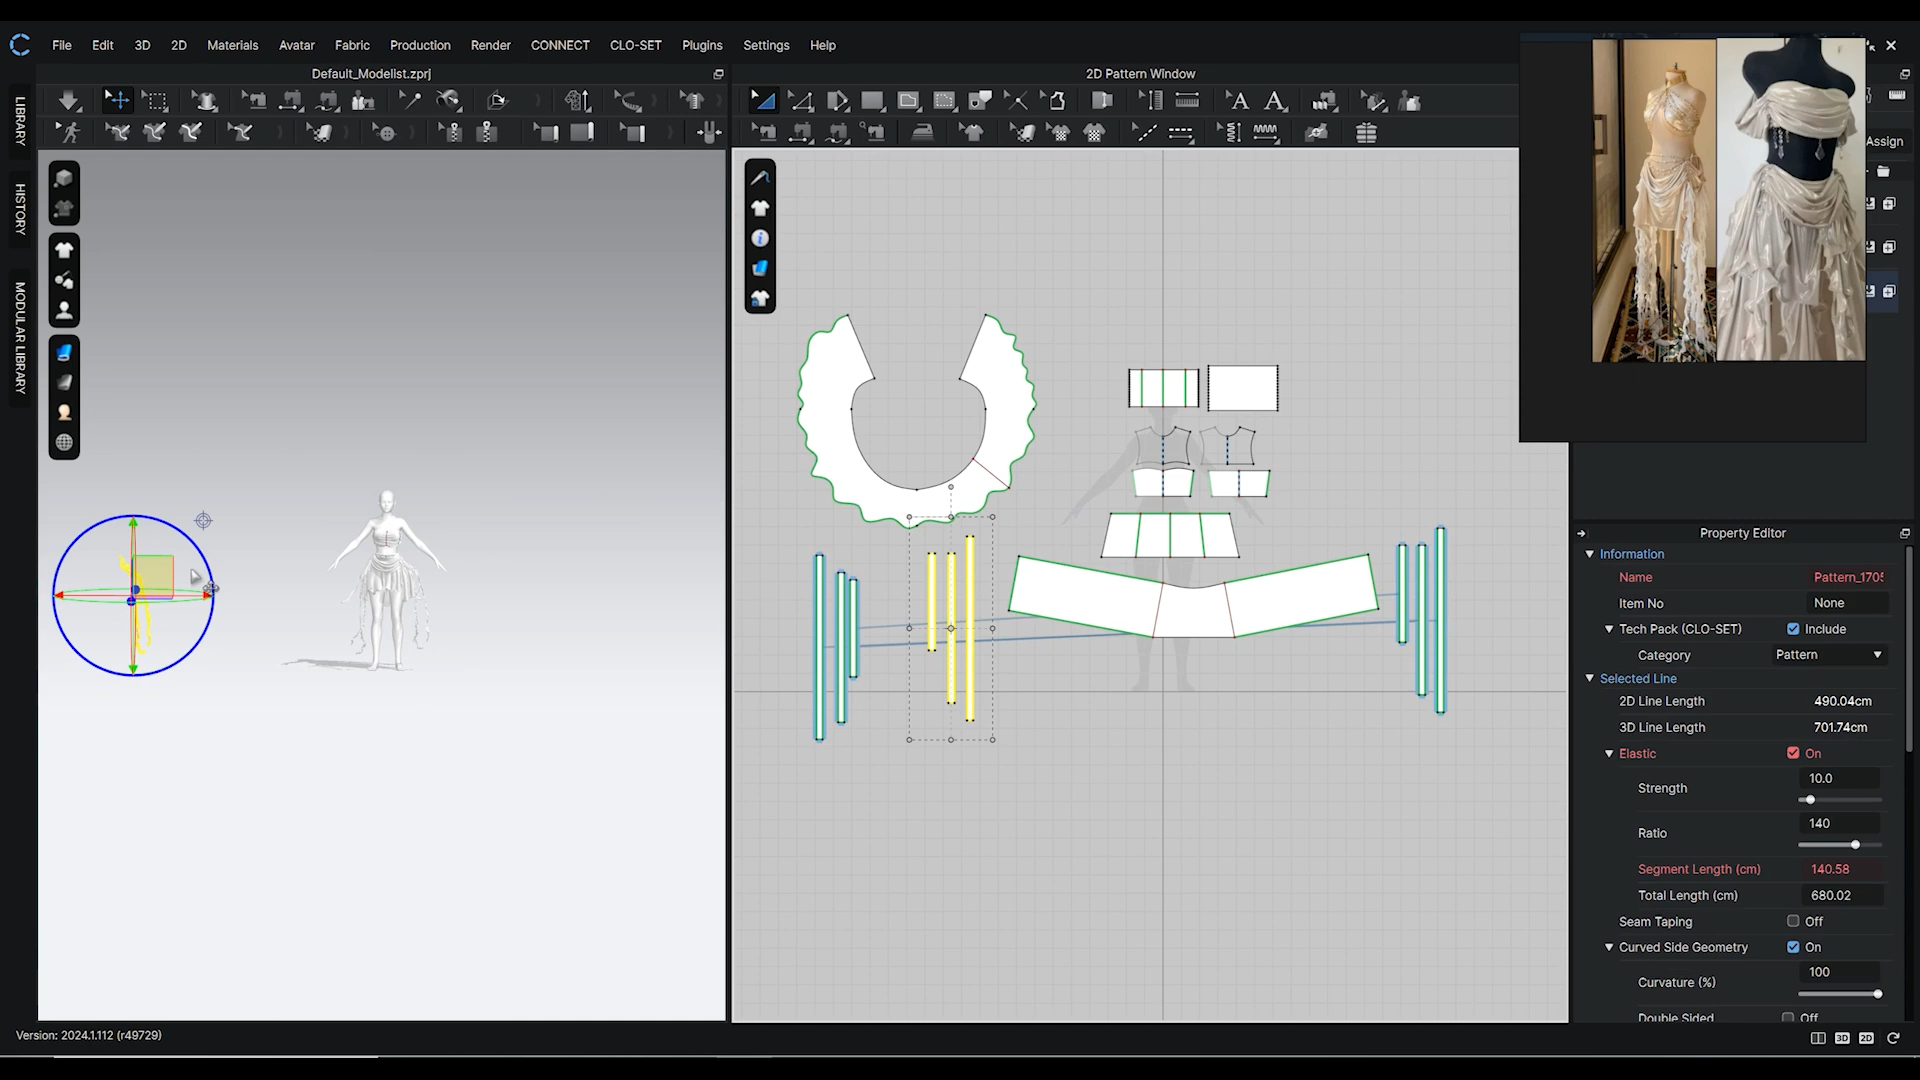 File Edit 3D 2D Materials Avatar Fabric Production Render CONNECT CLO-SET Plugins Settings Help
Default_Modelist.zprj
2D Pattern Window
LIBRARY
HISTORY
MODULAR LIBRARY
Assign
Property Editor
Information
Name Pattern_1705
Item No None
Tech Pack (CLO-SET) Include
Category Pattern
Selected Line
2D Line Length 490.04cm
3D Line Length 701.74cm
Elastic On
Strength 10.0
Ratio 140
Segment Length (cm) 140.58
Total Length (cm) 680.02
Seam Taping Off
Curved Side Geometry On
Curvature (%) 100
Double Sided Off
Version: 2024.1.112 (r49729)
3D 2D